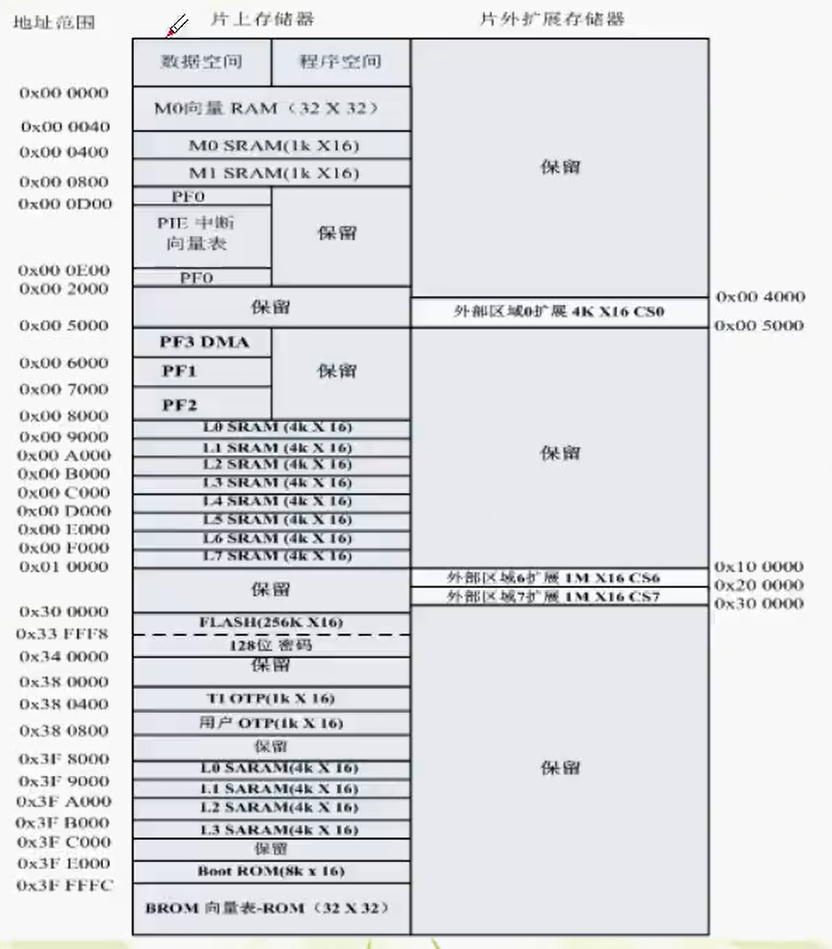 地址范围 片上存储器 片外扩展存储器
数据空间 程序空间
0x00 0000
M0向量 RAM（32 X 32）
0x00 0040
M0 SRAM(1k X16)
0x00 0400
保留
M1 SRAM(1k X16)
0x00 0800
PF0
0x00 0D00
PIE 中断
向量表
保留
0x00 0E00
PF0
0x00 2000
0x00 4000
保留
外部区域0扩展 4K X16 CS0
0x00 5000
0x00 5000
PF3 DMA
0x00 6000
PF1
保留
0x00 7000
PF2
0x00 8000
L0 SRAM (4k X 16)
0x00 9000
L1 SRAM (4k X 16)
0x00 A000
保留
L2 SRAM (4k X 16)
0x00 B000
L3 SRAM (4k X 16)
0x00 C000
L4 SRAM (4k X 16)
0x00 D000
L5 SRAM (4k X 16)
0x00 E000
L6 SRAM (4k X 16)
0x00 F000
L7 SRAM (4k X 16)
0x01 0000
0x10 0000
外部区域6扩展 1M X16 CS6
0x20 0000
保留
外部区域7扩展 1M X16 CS7
0x30 0000
0x30 0000
FLASH(256K X16)
0x33 FFF8
128位 密码
0x34 0000
保留
0x38 0000
T1 OTP(1k X 16)
0x38 0400
用户 OTP(1k X 16)
0x38 0800
保留
0x3F 8000
L0 SARAM(4k X 16)
保留
0x3F 9000
L1 SARAM(4k X 16)
0x3F A000
L2 SARAM(4k X 16)
0x3F B000
L3 SARAM(4k X 16)
0x3F C000
保留
0x3F E000
Boot ROM(8k x 16)
0x3F FFFC
BROM 向量表-ROM（32 X 32）